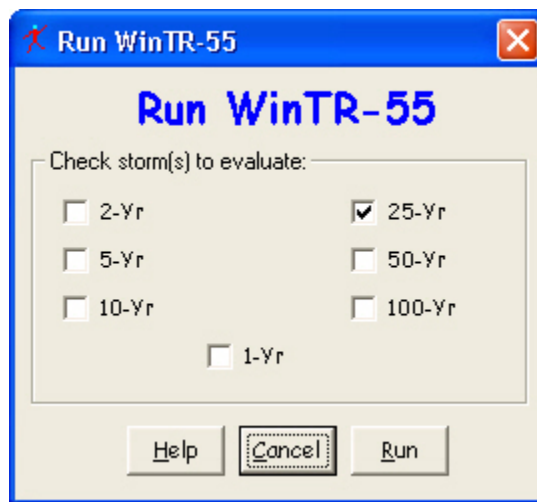 Run WinTR-55
Run WinTR-55
Check storm(s) to evaluate:
2-Yr 25-Yr
5-Yr 50-Yr
10-Yr 100-Yr
1-Yr
Help Cancel Run